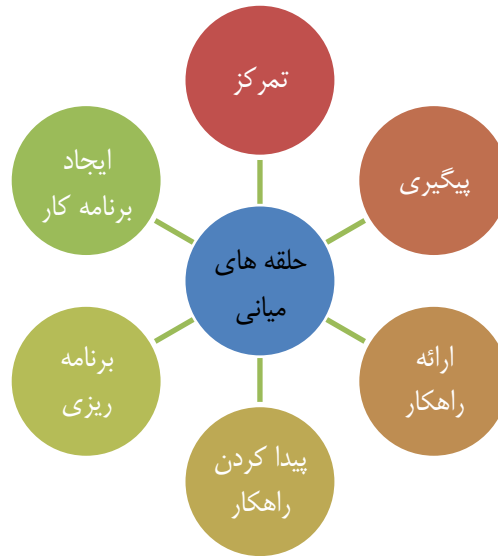 تمرکز
پیگیری
ارائه
راهکار
پیدا کردن
راهکار
برنامه
ریزی
ایجاد
برنامه کار
حلقه های
میانی